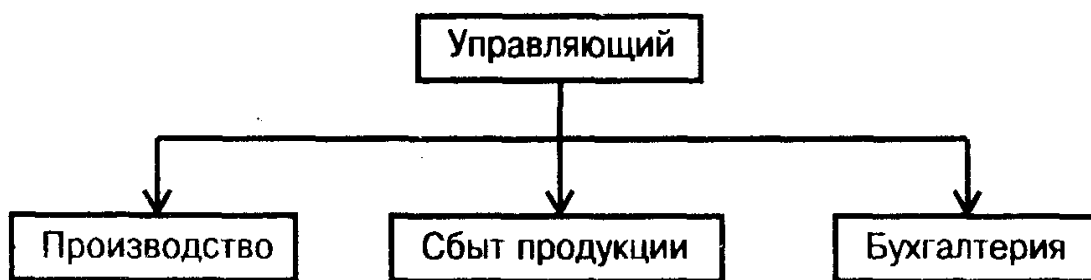 Управляющий
Производство
Сбыт продукции
Бухгалтерия